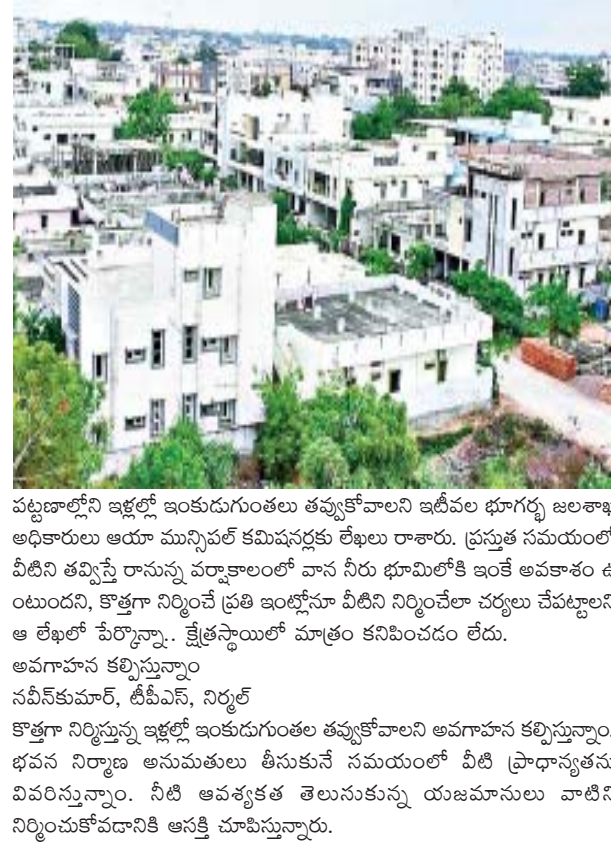 పట్టణాల్లోని ఇళ్లల్లో ఇంకుడుగుంతలు తవ్వుకోవాలని ఇటీవల భూగర్భ జలశాఖ
అధికారులు ఆయా మున్సిపల్ కమిషనర్లకు లేఖలు రాశారు. ప్రస్తుత సమయంలో
వీటిని తవ్విస్తే రానున్న వర్షాకాలంలో వాన నీరు భూమిలోకి ఇంకే అవకాశం ఉ
ంటుందని, కొత్తగా నిర్మించే ప్రతి ఇంట్లోనూ వీటిని నిర్మించేలా చర్యలు చేపట్టాలని
ఆ లేఖలో పేర్కొన్నా.. క్షేత్రస్థాయిలో మాత్రం కనిపించడం లేదు.
అవగాహన కల్పిస్తున్నాం
నవీన్‌కుమార్, టీపీఎస్, నిర్మల్
కొత్తగా నిర్మిస్తున్న ఇళ్లల్లో ఇంకుడుగుంతల తవ్వుకోవాలని అవగాహన కల్పిస్తున్నాం.
భవన నిర్మాణ అనుమతులు తీసుకునే సమయంలో వీటి ప్రాధాన్యతను
వివరిస్తున్నాం. నీటి ఆవశ్యకత తెలుసుకున్న యజమానులు వాటిని
నిర్మించుకోవడానికి ఆసక్తి చూపిస్తున్నారు.